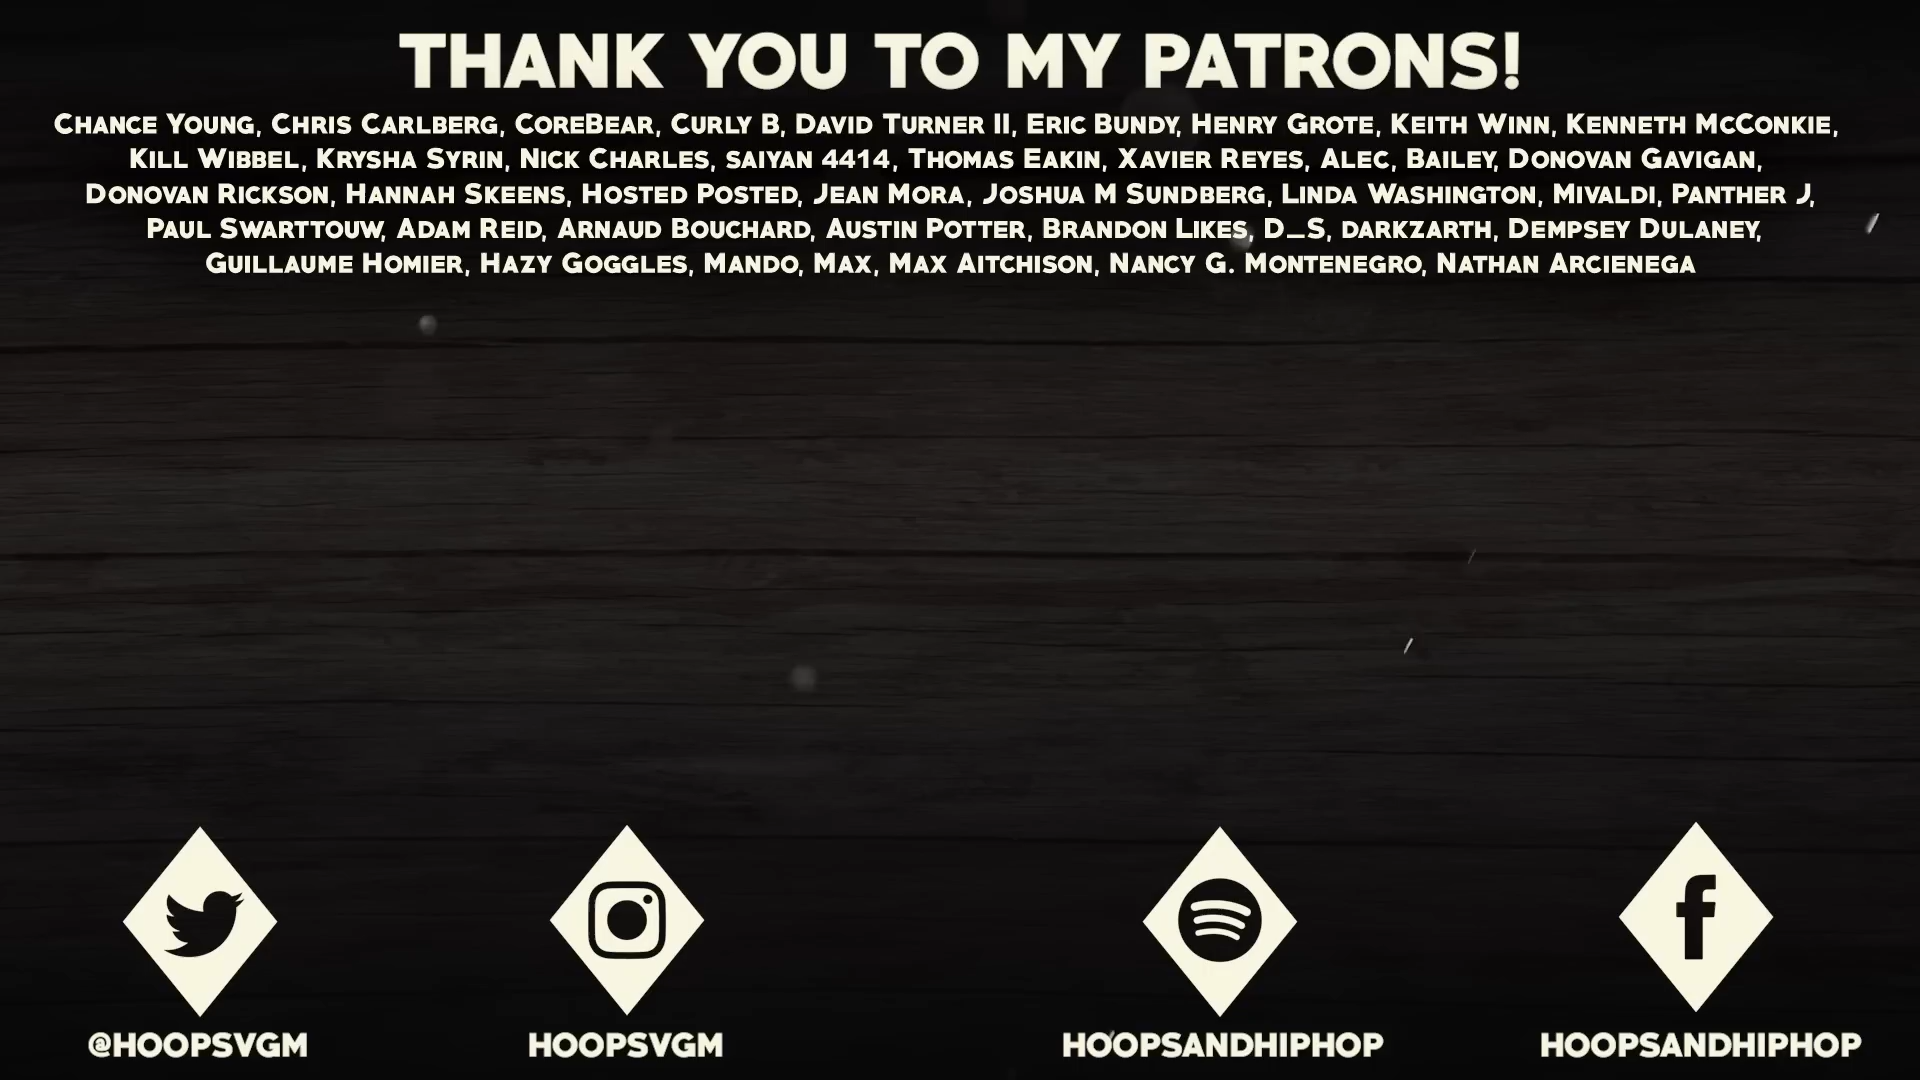 THANK YOU TO MY PATRONS!
Chance Young, Chris Carlberg, CoreBear, Curly B, David Turner II, Eric Bundy, Henry Grote, Keith Winn, Kenneth McConkie,
Kill Wibbel, Krysha Syrin, Nick Charles, saiyan 4414, Thomas Eakin, Xavier Reyes, Alec, Bailey, Donovan Gavigan,
Donovan Rickson, Hannah Skeens, Hosted Posted, Jean Mora, Joshua M Sundberg, Linda Washington, Mivaldi, Panther J,
Paul Swarttouw, Adam Reid, Arnaud Bouchard, Austin Potter, Brandon Likes, D_S, darkzarth, Dempsey Dulaney,
Guillaume Homier, Hazy Goggles, Mando, Max, Max Aitchison, Nancy G. Montenegro, Nathan Arcienega
@HOOPSVGM
HOOPSVGM
HOOPSANDHIPHOP
HOOPSANDHIPHOP